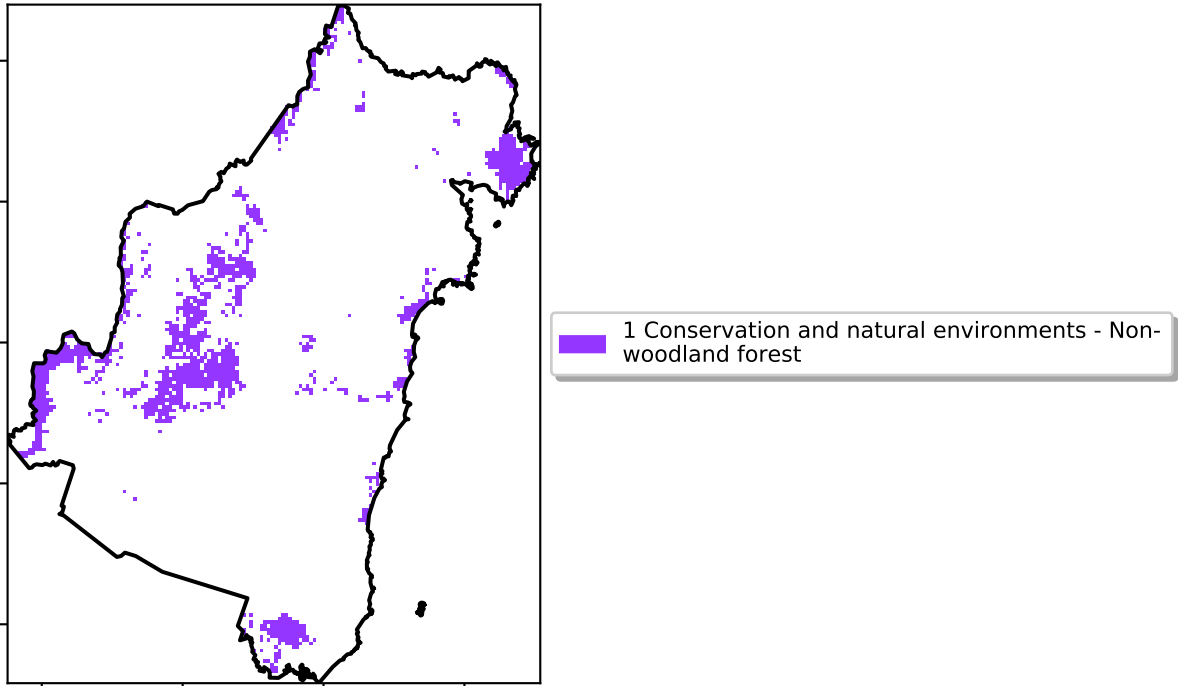 1 Conservation and natural environments - Non-
woodland forest